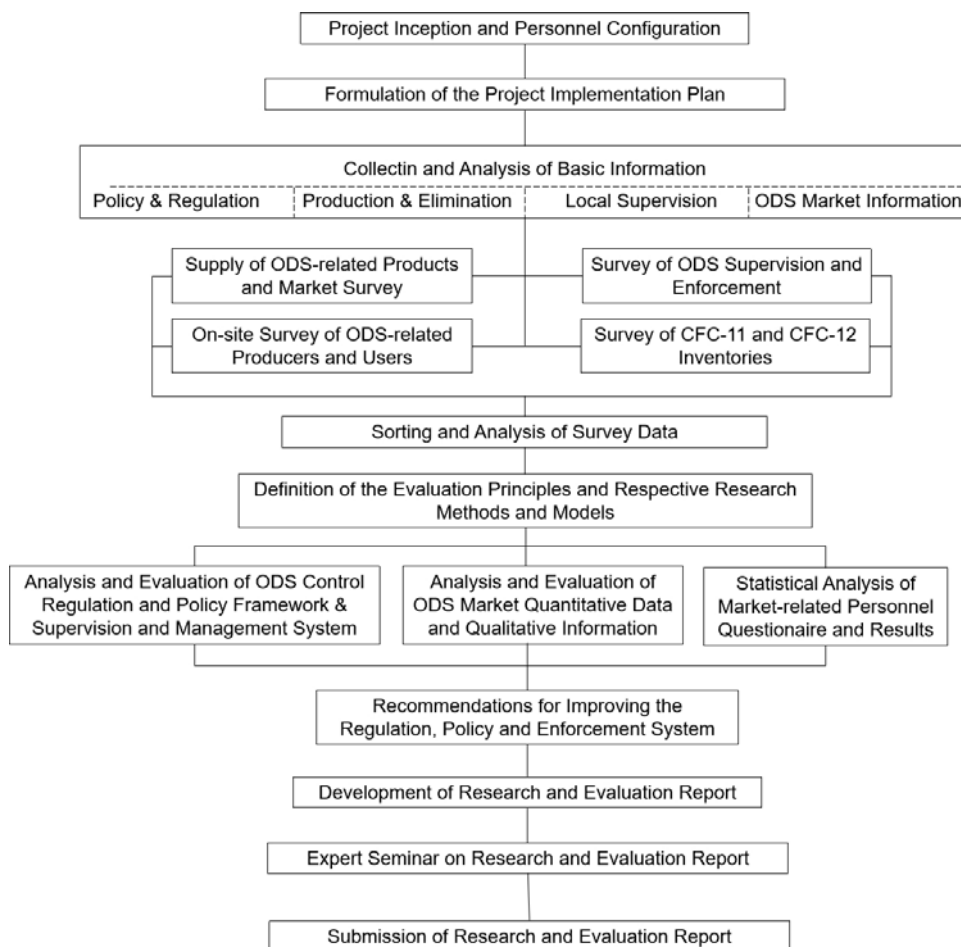 Project Inception and Personnel Configuration
Formulation of the Project Implementation Plan
Collectin and Analysis of Basic Information
Policy & Regulation
Production & Elimination
Local Supervision
ODS Market Information
Supply of ODS-related Products
and Market Survey
Survey of ODS Supervision and
Enforcement
On-site Survey of ODS-related
Producers and Users
Survey of CFC-11 and CFC-12
Inventories
Sorting and Analysis of Survey Data
Definition of the Evaluation Principles and Respective Research
Methods and Models
Analysis and Evaluation of ODS Control
Regulation and Policy Framework &
Supervision and Management System
Analysis and Evaluation of
ODS Market Quantitative Data
and Qualitative Information
Statistical Analysis of
Market-related Personnel
Questionaire and Results
Recommendations for Improving the
Regulation, Policy and Enforcement System
Development of Research and Evaluation Report
Expert Seminar on Research and Evaluation Report
Submission of Research and Evaluation Report